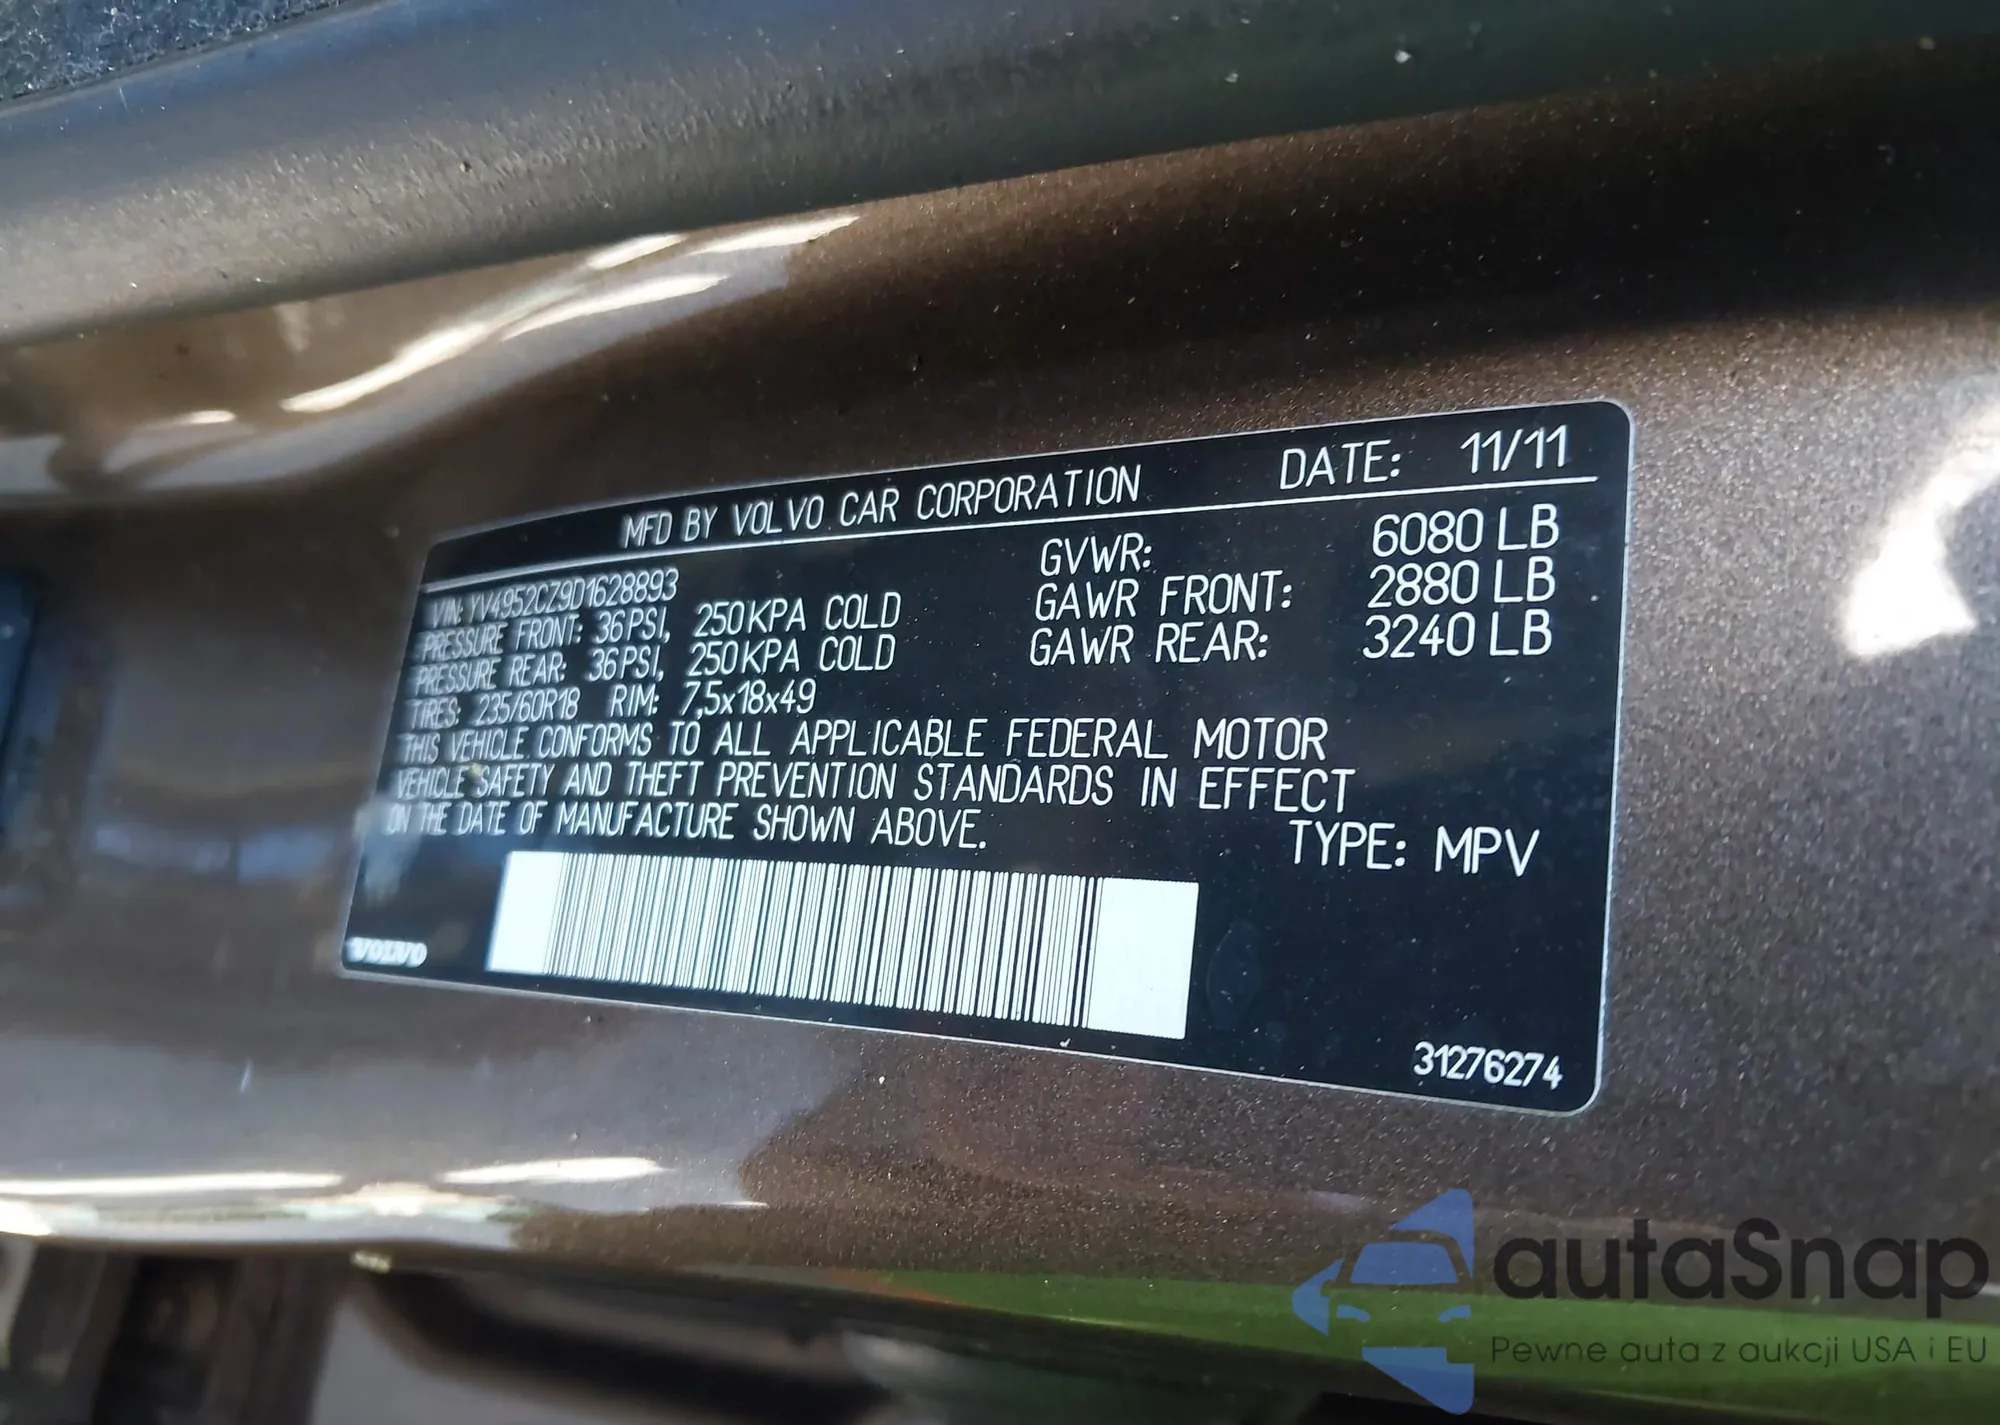 MFD BY VOLVO CAR CORPORATION DATE: 11/11
VIN: YV4952CZ9D1628893 GVWR: 6080 LB
PRESSURE FRONT: 36PSI, 250KPA COLD GAWR FRONT: 2880 LB
PRESSURE REAR: 36PSI, 250KPA COLD GAWR REAR: 3240 LB
TIRES: 235/60R18 RIM: 7,5x18x49
THIS VEHICLE CONFORMS TO ALL APPLICABLE FEDERAL MOTOR
VEHICLE SAFETY AND THEFT PREVENTION STANDARDS IN EFFECT
ON THE DATE OF MANUFACTURE SHOWN ABOVE.
TYPE: MPV
VOLVO
31276274
autaSnap
Pewne auta z aukcji USA i EU